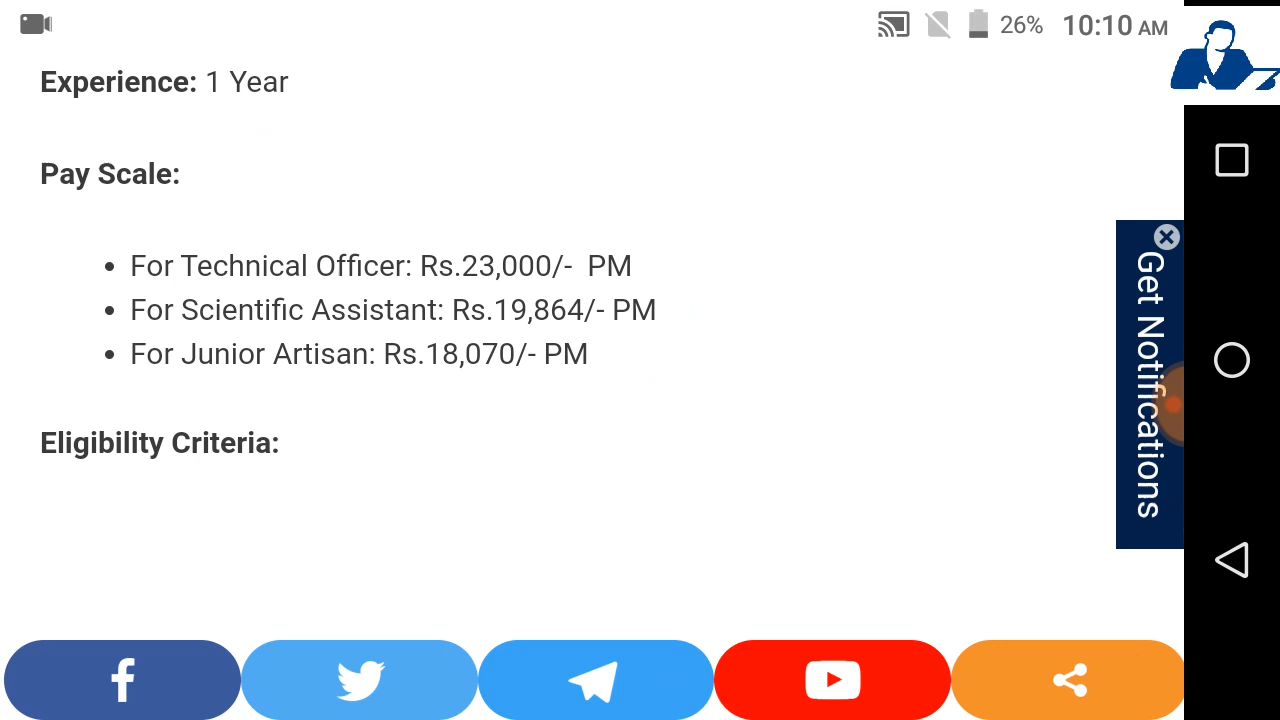 26% 10:10 AM
Experience: 1 Year
Pay Scale:
• For Technical Officer: Rs.23,000/-  PM
• For Scientific Assistant: Rs.19,864/- PM
• For Junior Artisan: Rs.18,070/- PM
Eligibility Criteria:
Get Notifications